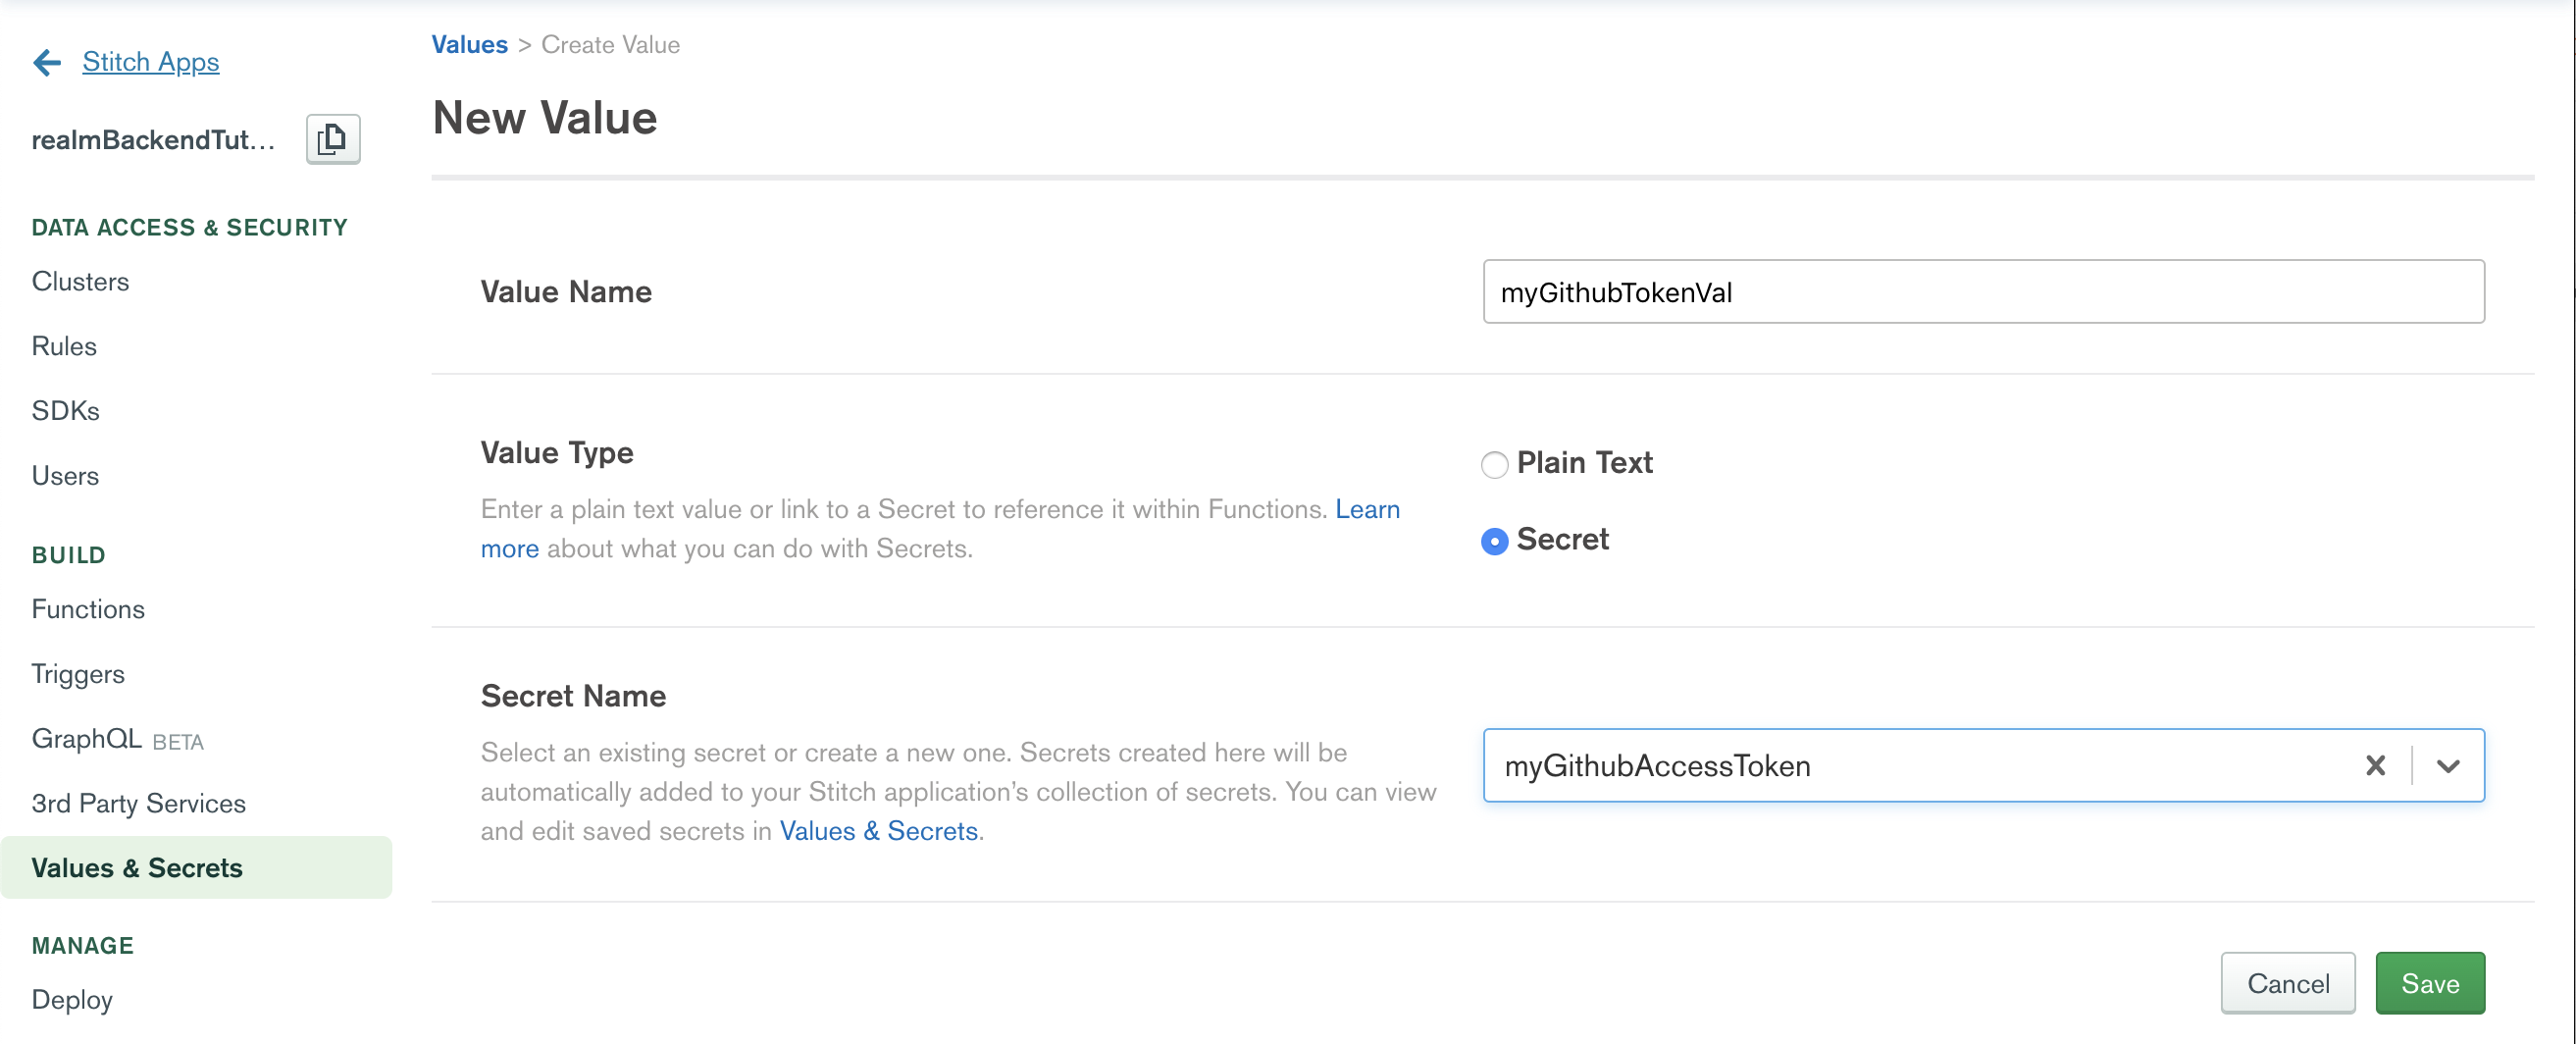 Stitch Apps
realmBackendTut...
DATA ACCESS & SECURITY
Clusters
Rules
SDKs
Users
BUILD
Functions
Triggers
GraphQL BETA
3rd Party Services
Values & Secrets
MANAGE
Deploy
Values > Create Value
New Value
Value Name
myGithubTokenVal
Value Type
Enter a plain text value or link to a Secret to reference it within Functions. Learn
more about what you can do with Secrets.
Plain Text
Secret
Secret Name
Select an existing secret or create a new one. Secrets created here will be
automatically added to your Stitch application’s collection of secrets. You can view
and edit saved secrets in Values & Secrets.
myGithubAccessToken
Cancel
Save